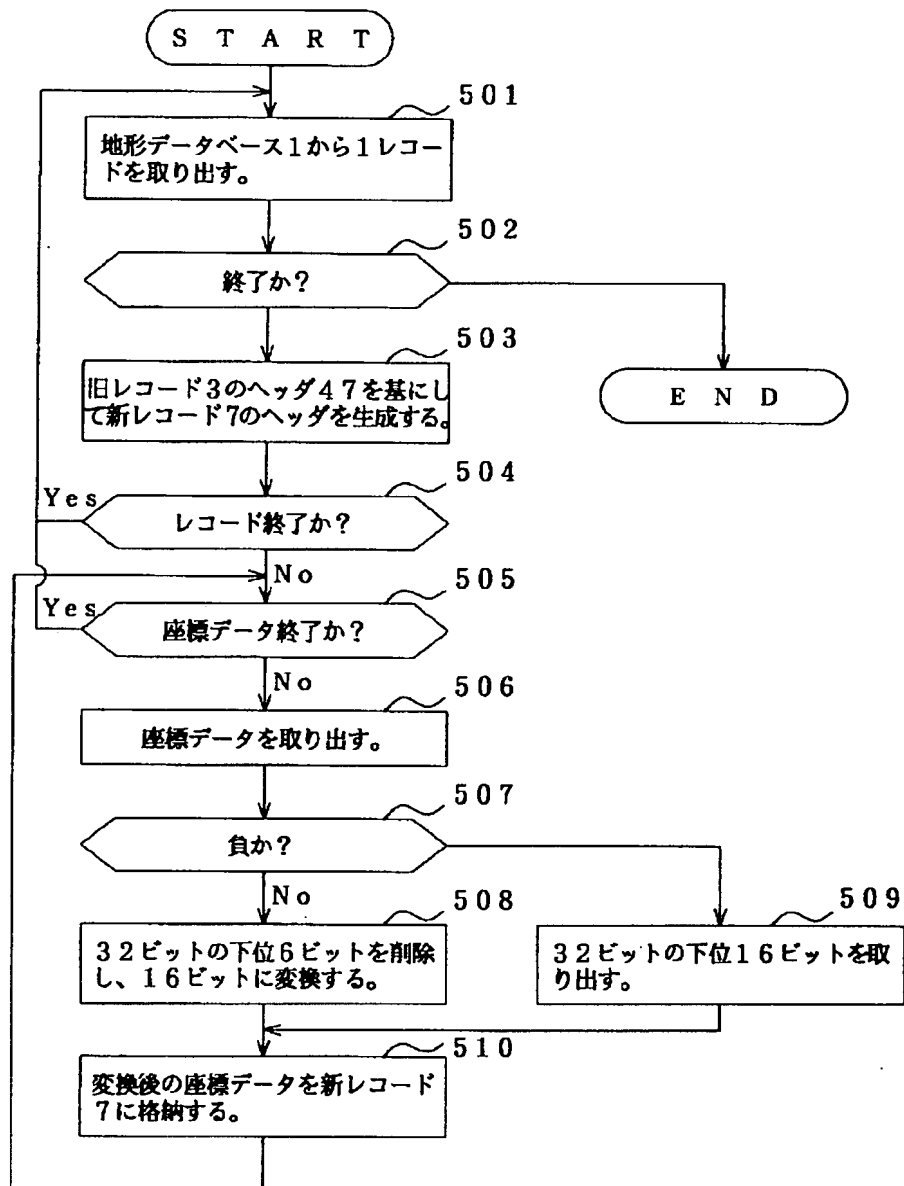 START
501
地形データベース1から1レコー
ドを取り出す。
502
終了か?
503
旧レコード3のヘッダ47を基にし
て新レコード7のヘッダを生成する。
END
504
Yes
レコード終了か?
No
505
Yes
座標データ終了か?
No
506
座標データを取り出す。
507
負か?
No
508
32ビットの下位6ビットを削除
し、16ビットに変換する。
509
32ビットの下位16ビットを取
り出す。
510
変換後の座標データを新レコード
7に格納する。